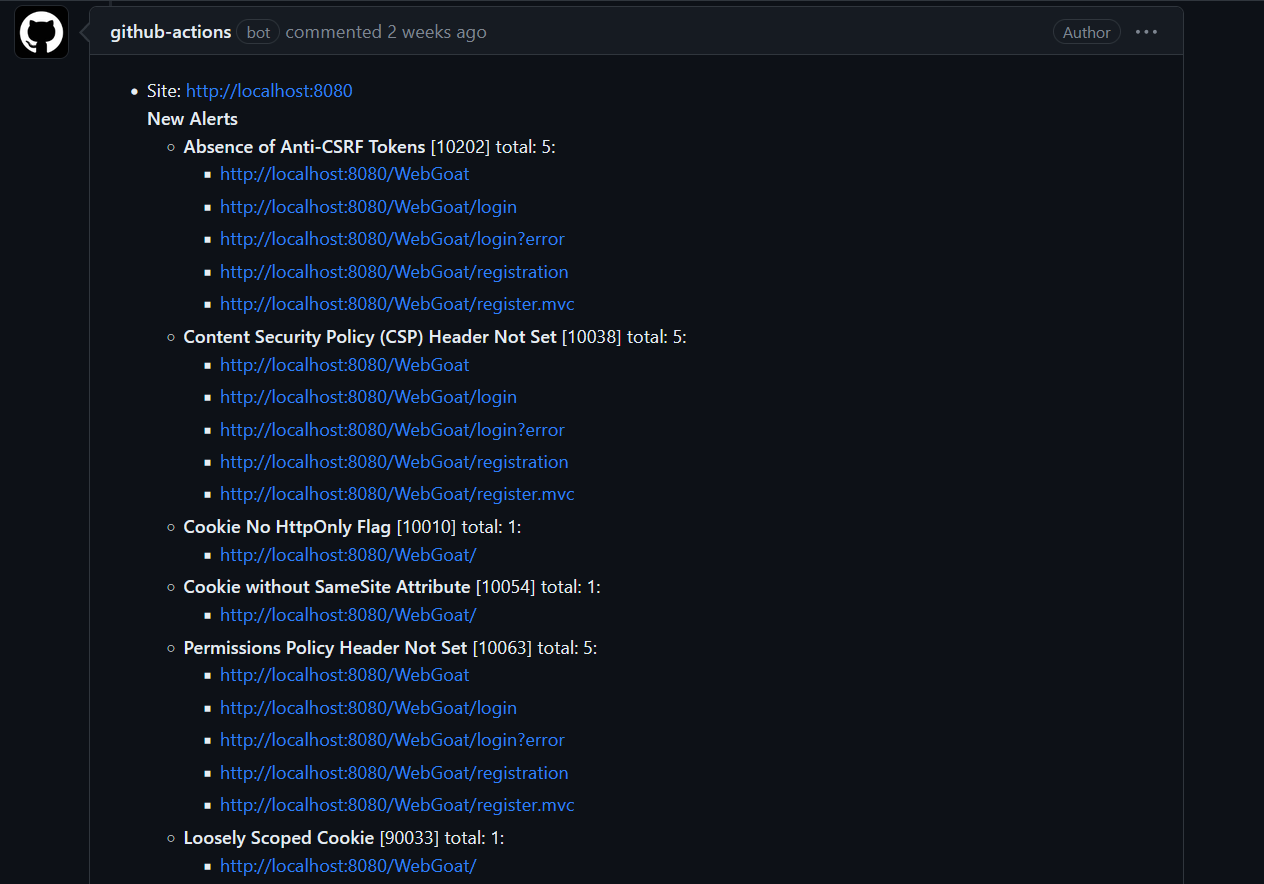 github-actions bot commented 2 weeks ago Author
Site: http://localhost:8080
New Alerts
Absence of Anti-CSRF Tokens [10202] total: 5:
http://localhost:8080/WebGoat
http://localhost:8080/WebGoat/login
http://localhost:8080/WebGoat/login?error
http://localhost:8080/WebGoat/registration
http://localhost:8080/WebGoat/register.mvc
Content Security Policy (CSP) Header Not Set [10038] total: 5:
http://localhost:8080/WebGoat
http://localhost:8080/WebGoat/login
http://localhost:8080/WebGoat/login?error
http://localhost:8080/WebGoat/registration
http://localhost:8080/WebGoat/register.mvc
Cookie No HttpOnly Flag [10010] total: 1:
http://localhost:8080/WebGoat/
Cookie without SameSite Attribute [10054] total: 1:
http://localhost:8080/WebGoat/
Permissions Policy Header Not Set [10063] total: 5:
http://localhost:8080/WebGoat
http://localhost:8080/WebGoat/login
http://localhost:8080/WebGoat/login?error
http://localhost:8080/WebGoat/registration
http://localhost:8080/WebGoat/register.mvc
Loosely Scoped Cookie [90033] total: 1:
http://localhost:8080/WebGoat/